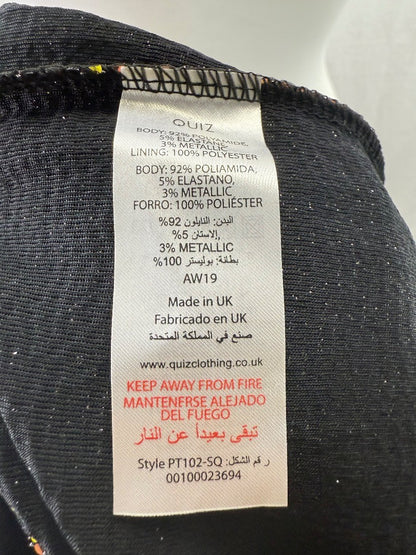 QUIZ
BODY: 92% POLYAMIDE,
5% ELASTANE,
3% METALLIC
LINING: 100% POLYESTER
BODY: 92% POLIAMIDA;
5% ELASTANO,
3% METALLIC
FORRO: 100% POLIÉSTER
البدن: النايلون 92%
إلاستان 5%,
3% METALLIC
بطانة: بوليستر 100%
AW19
Made in UK
Fabricado en UK
صنع في المملكة المتحدة
www.quizclothing.co.uk
KEEP AWAY FROM FIRE
MANTENFRSE ALEJADO
DEL FUEGO
تبقى بعيداً عن النار
Style PT102-SQ :ر قم الشكل
00100023694